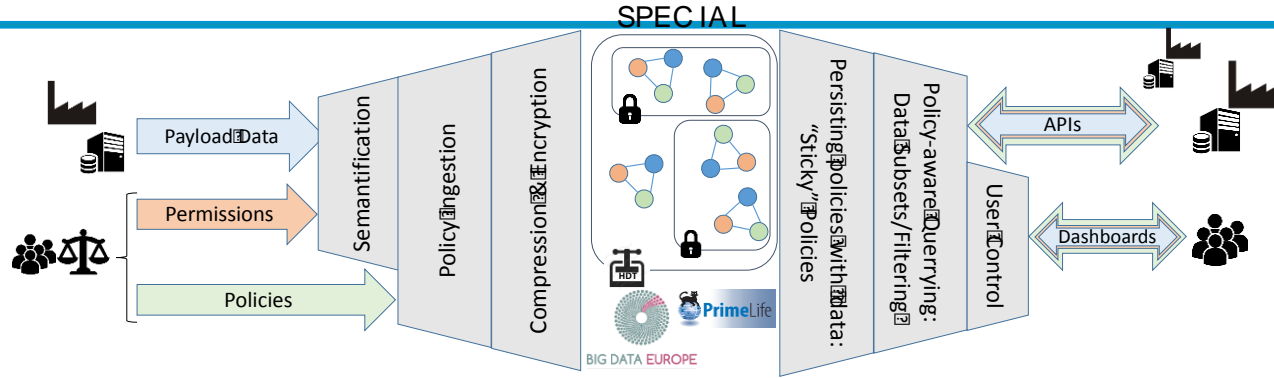 SPECIAL
Payload Data
Permissions
Policies
Semantification
Policy Ingestion
Compression & Encryption
HDT
BIG DATA EUROPE
PrimeLife
Persisting policies with data:
“Sticky” Policies
Policy-aware Querrying:
Data Subsets/Filtering
User Control
APIs
Dashboards